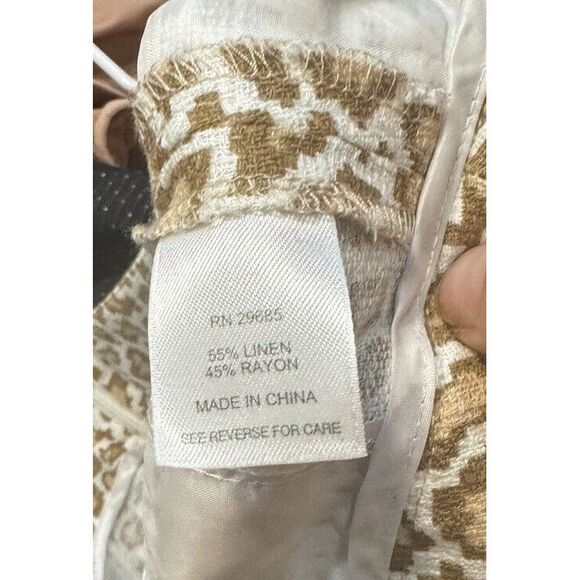 RN 29685
55% LINEN
45% RAYON
MADE IN CHINA
SEE REVERSE FOR CARE